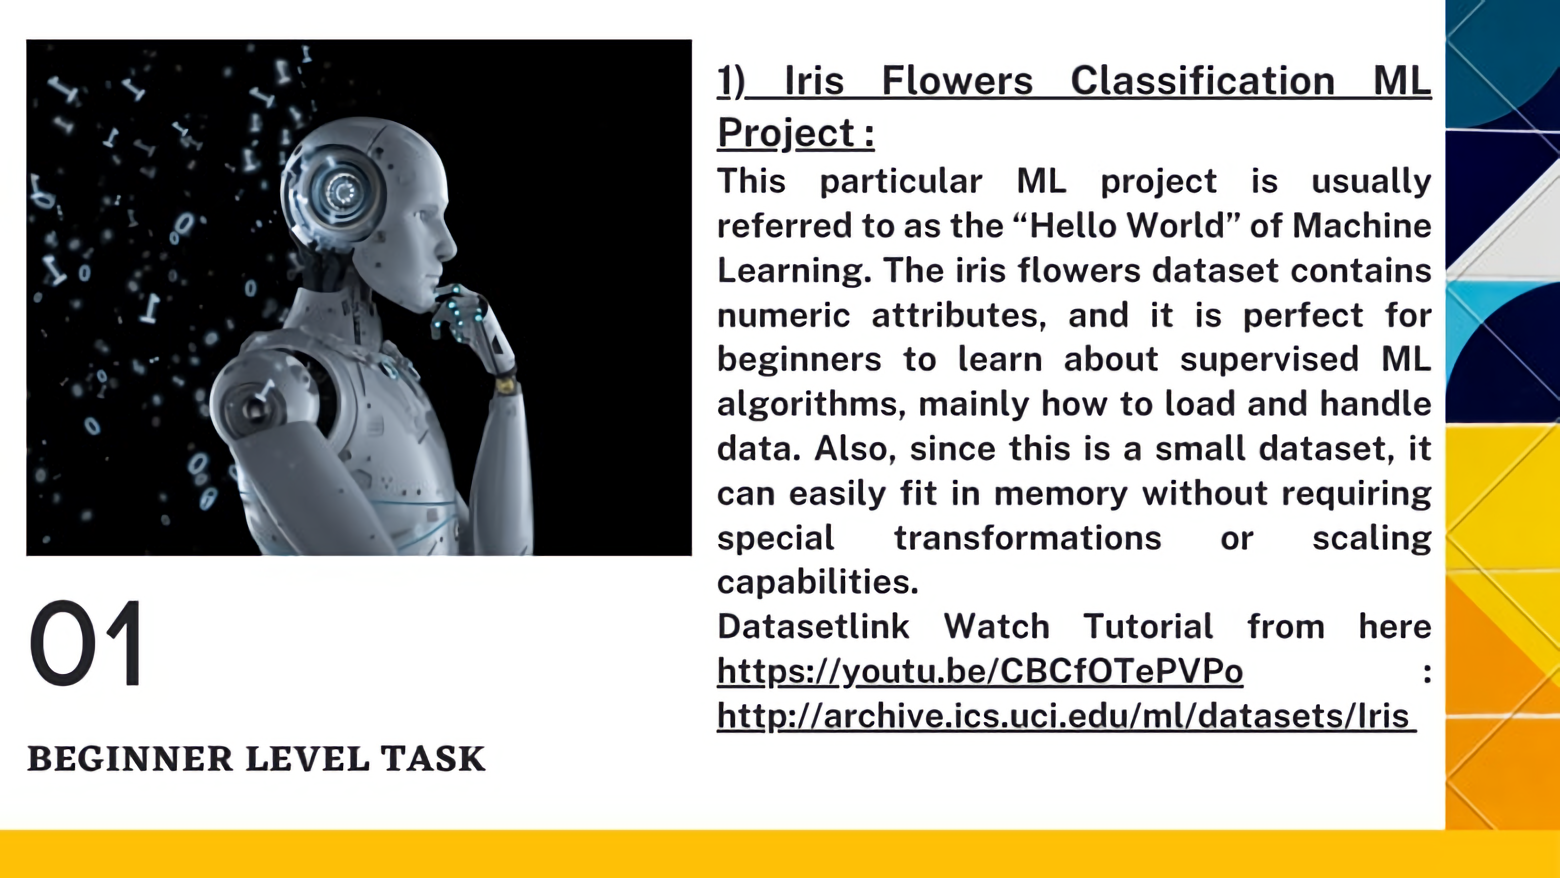 1) Iris Flowers Classification ML
Project :
This particular ML project is usually
referred to as the “Hello World” of Machine
Learning. The iris flowers dataset contains
numeric attributes, and it is perfect for
beginners to learn about supervised ML
algorithms, mainly how to load and handle
data. Also, since this is a small dataset, it
can easily fit in memory without requiring
special transformations or scaling
capabilities.
Datasetlink Watch Tutorial from here
https://youtu.be/CBCfOTePVPo :
http://archive.ics.uci.edu/ml/datasets/Iris
01
BEGINNER LEVEL TASK